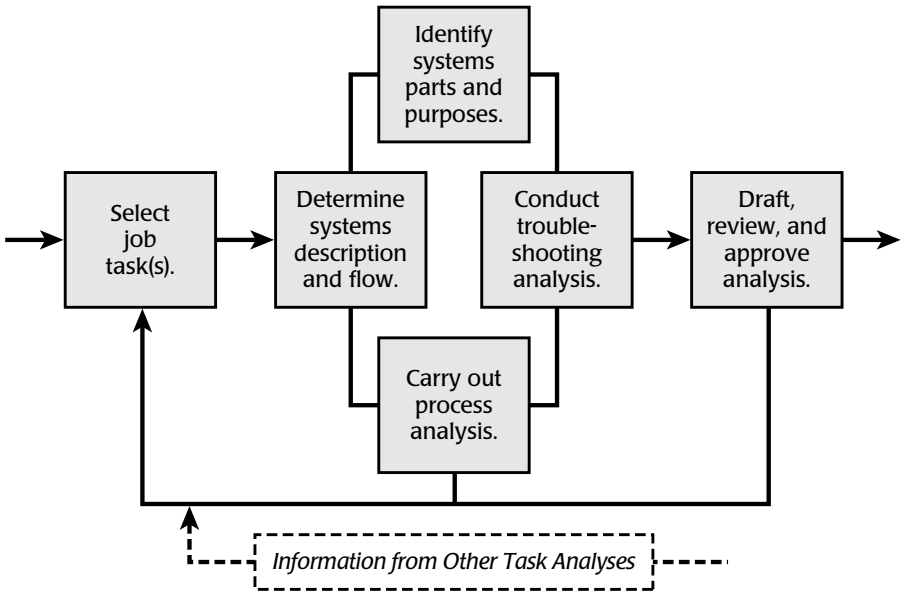 Identify
systems
parts and
purposes.
Select
job
task(s).
Determine
systems
description
and flow.
Conduct
trouble-
shooting
analysis.
Draft,
review, and
approve
analysis.
Carry out
process
analysis.
Information from Other Task Analyses